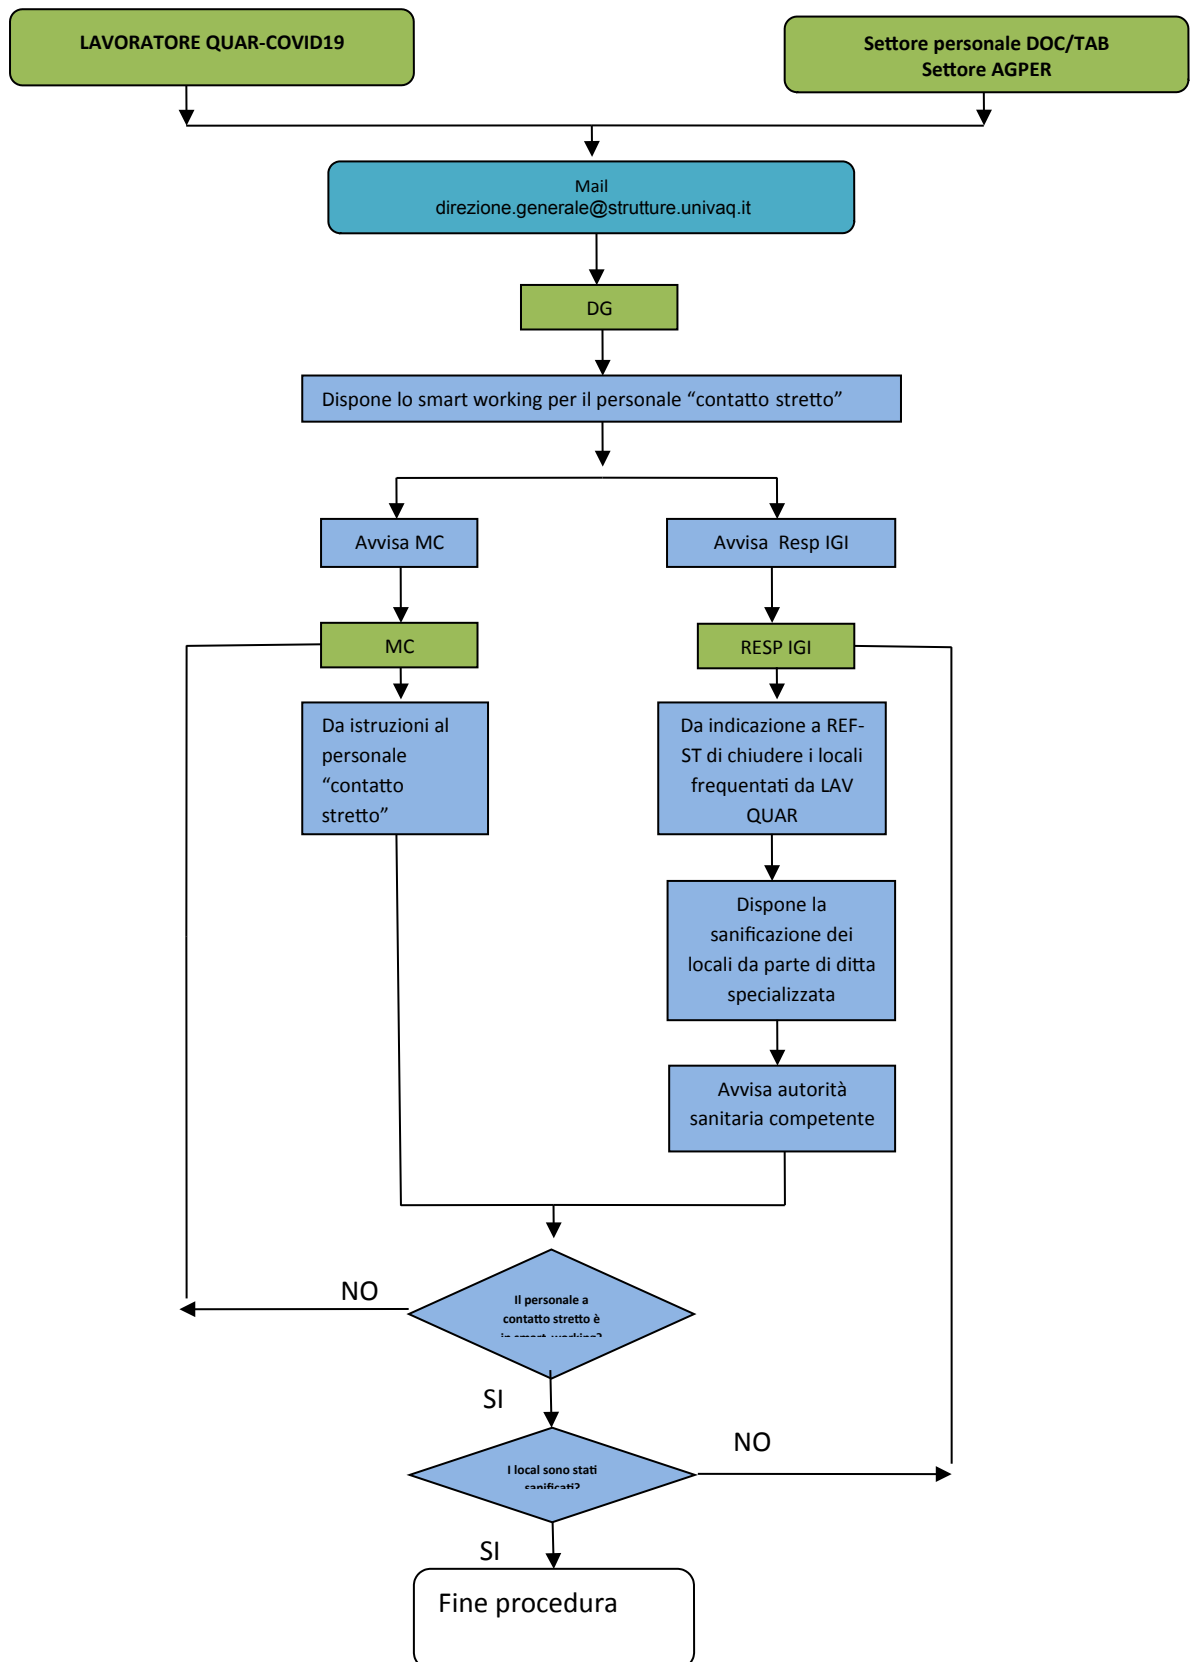 LAVORATORE QUAR-COVID19
Settore personale DOC/TAB
Settore AGPER
Mail
direzione.generale@strutture.univaq.it
DG
Dispone lo smart working per il personale “contatto stretto”
Avvisa MC
Avvisa Resp IGI
MC
RESP IGI
Da istruzioni al
personale
“contatto
stretto”
Da indicazione a REF-
ST di chiudere i locali
frequentati da LAV
QUAR
Dispone la
sanificazione dei
locali da parte di ditta
specializzata
Avvisa autorità
sanitaria competente
NO
Il personale a
contatto stretto è
in smart-working?
SI
NO
I local sono stati
sanificati?
SI
Fine procedura